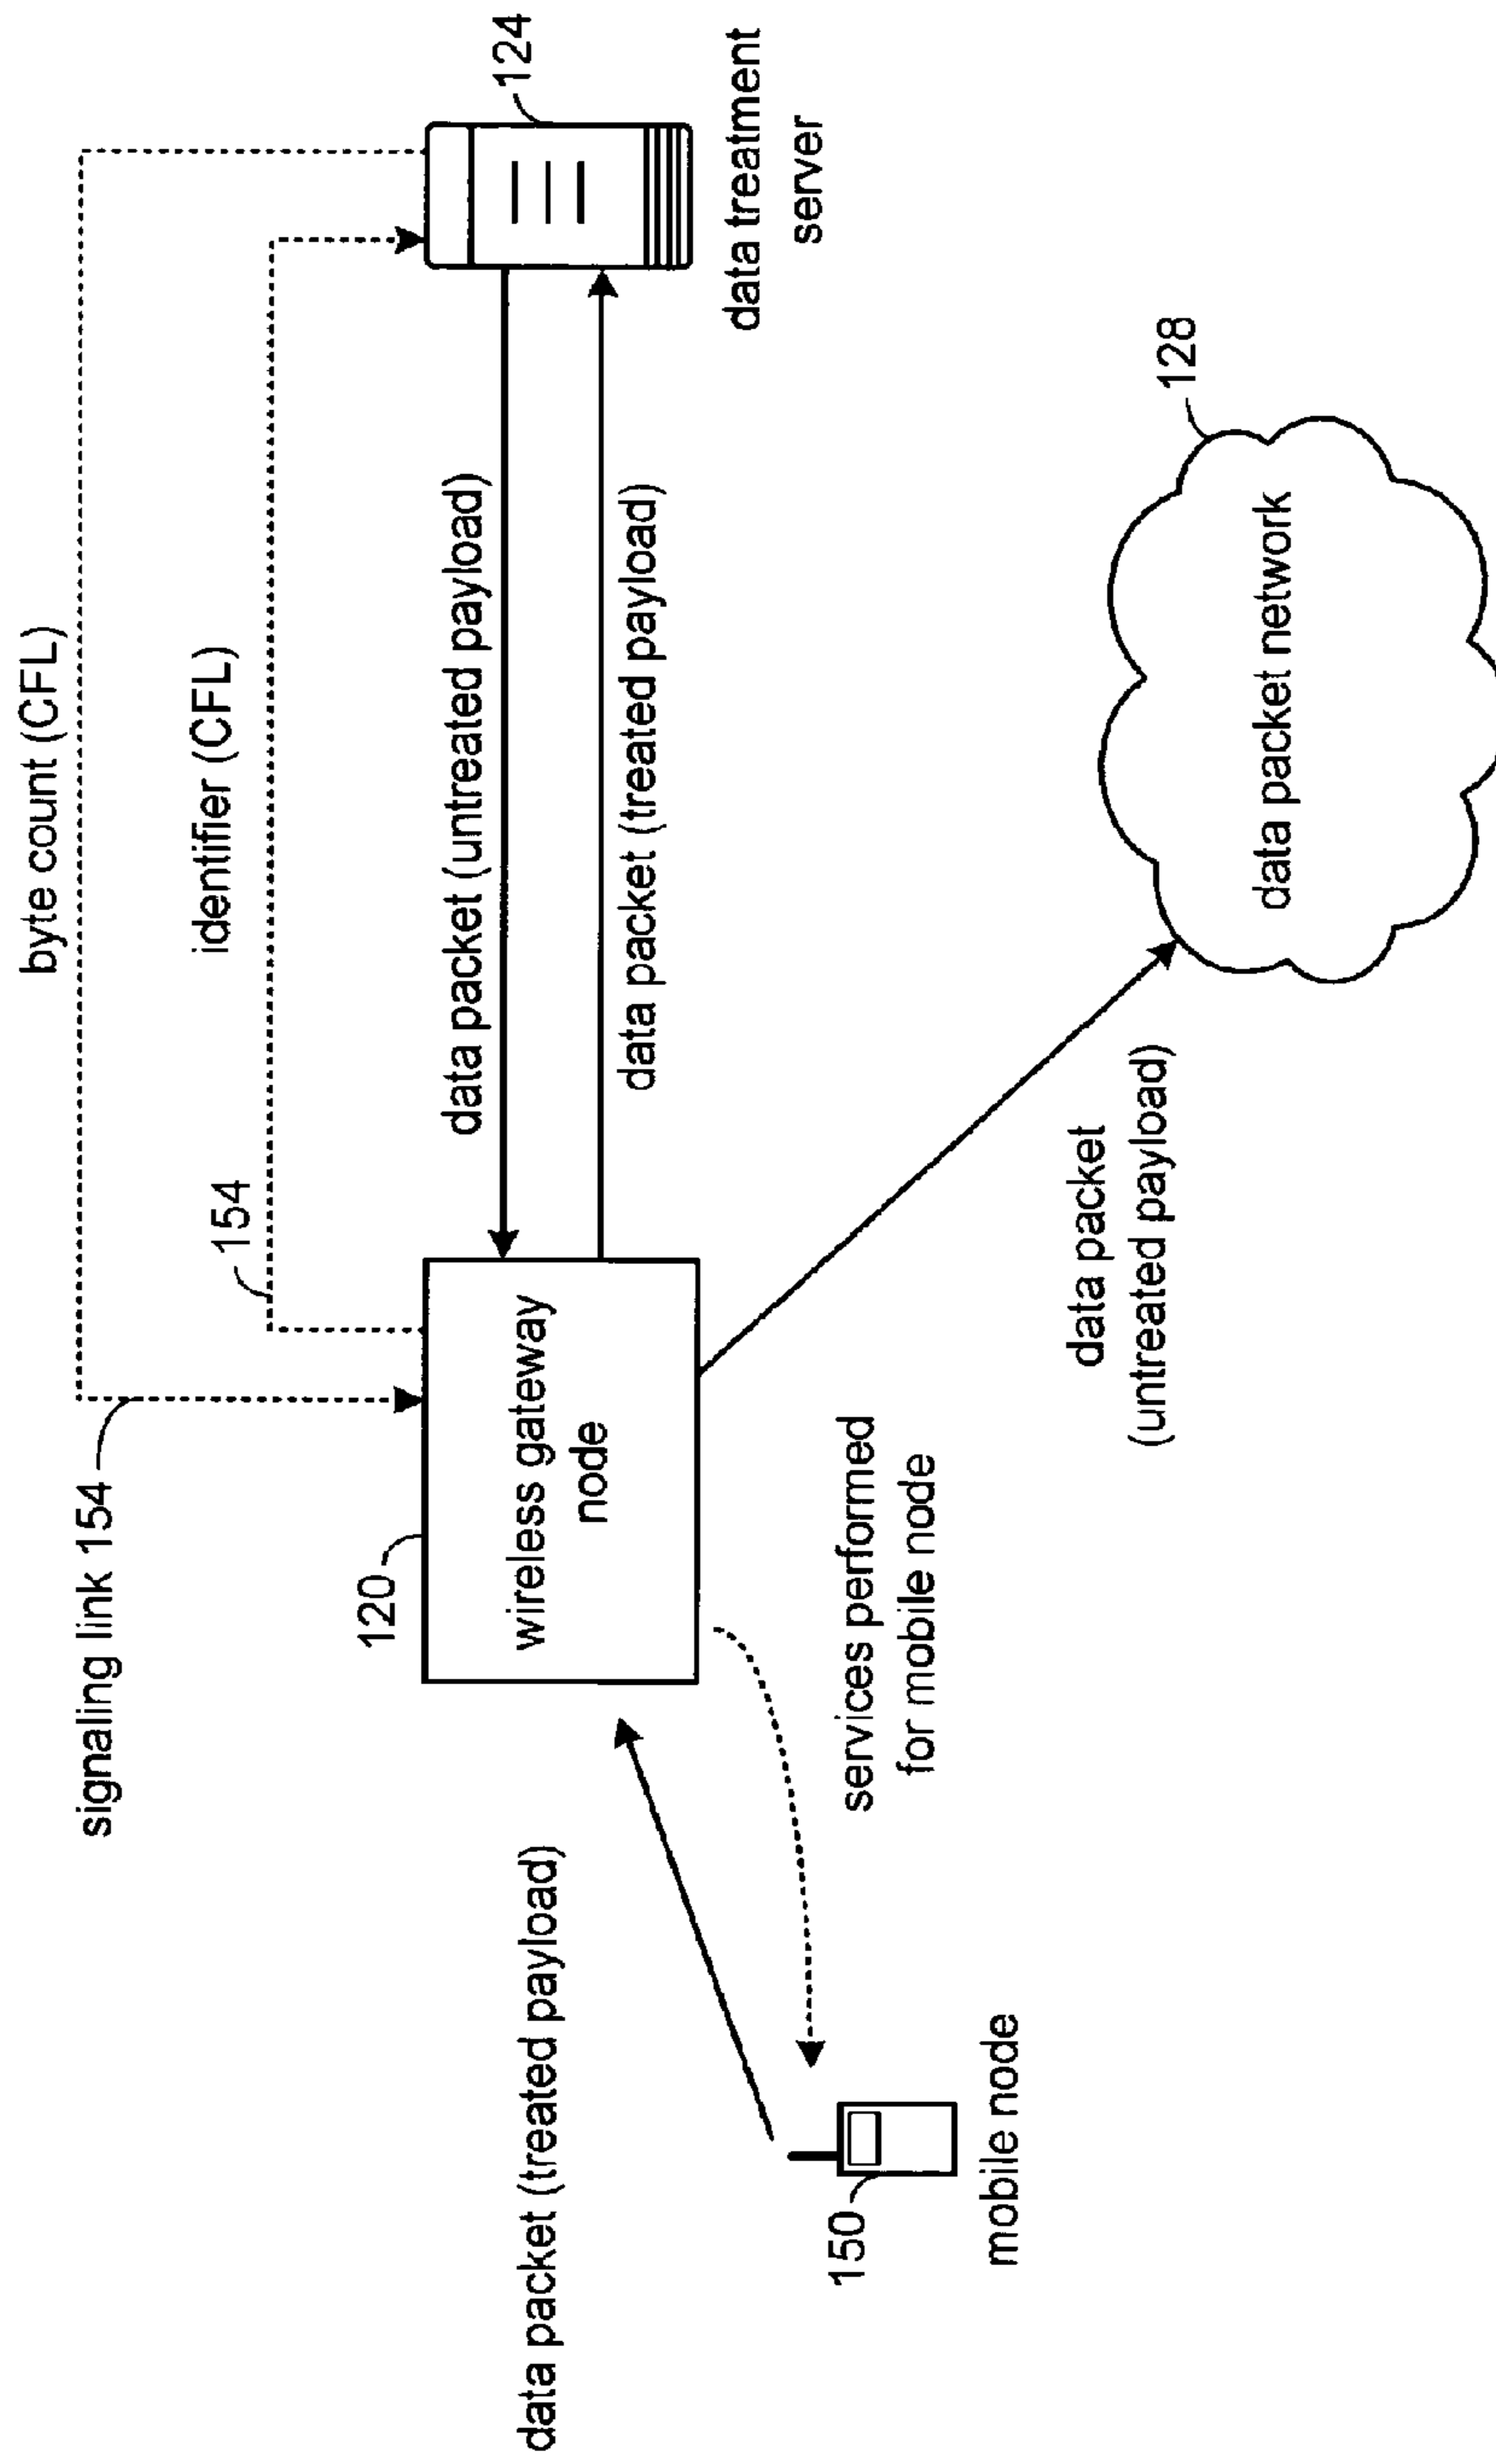 byte count (CFL)
signaling link 154
identifier (CFL)
154
124
data treatment
server
data packet (untreated payload)
data packet (treated payload)
120
wireless gateway
node
data packet (treated payload)
services performed
for mobile node
150
mobile node
data packet
(untreated payload)
128
data packet network